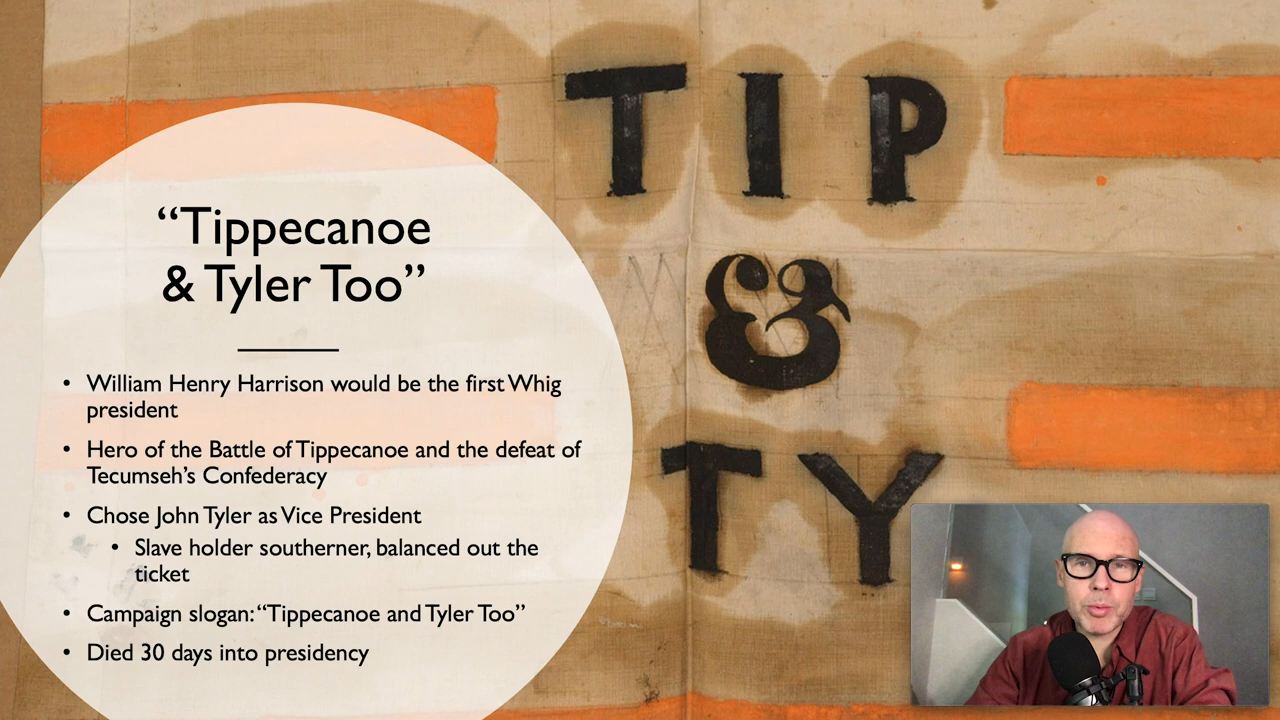 TIP
&
TY
“Tippecanoe
& Tyler Too”
• William Henry Harrison would be the first Whig
president
• Hero of the Battle of Tippecanoe and the defeat of
Tecumseh’s Confederacy
• Chose John Tyler as Vice President
• Slave holder southerner, balanced out the
ticket
• Campaign slogan: “Tippecanoe and Tyler Too”
• Died 30 days into presidency